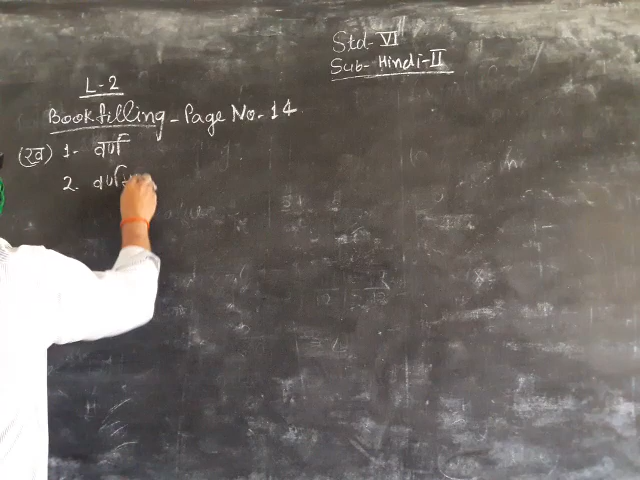 Std- VI
Sub- Hindi-II
L-2
Bookfilling - Page No.-14
(ख) 1- वर्ण
2.